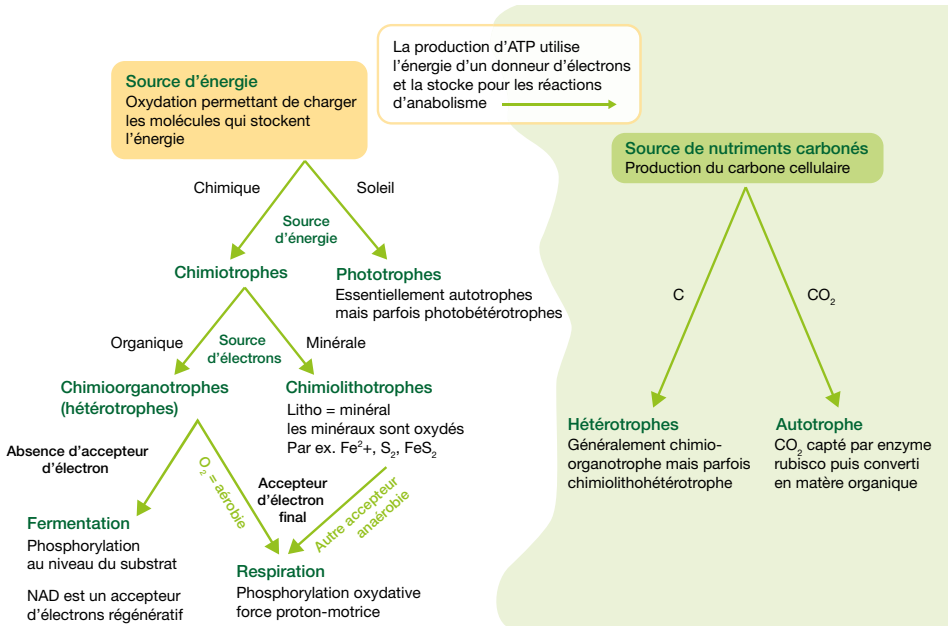 La production d'ATP utilise
l'énergie d'un donneur d'électrons
et la stocke pour les réactions
d'anabolisme
Source d'énergie
Oxydation permettant de charger
les molécules qui stockent
l'énergie
Source de nutriments carbonés
Production du carbone cellulaire
Chimique
Soleil
Source
d'énergie
Chimiotrophes
Phototrophes
Essentiellement autotrophes
mais parfois photobétérotrophes
C
CO₂
Organique
Source
d'électrons
Minérale
Chimioorganotrophes
(hétérotrophes)
Chimiolithotrophes
Litho = minéral
les minéraux sont oxydés
Par ex. Fe²+, S₂, FeS₂
Hétérotrophes
Généralement chimio-
organotrophe mais parfois
chimiolithohétérotrophe
Autotrophe
CO₂ capté par enzyme
rubisco puis converti
en matère organique
Absence d'accepteur
d'électron
O₂ = aérobie
Accepteur
d'électron
final
Autre accepteur
anaérobie
Fermentation
Phosphorylation
au niveau du substrat
NAD est un accepteur
d'électrons régénératif
Respiration
Phosphorylation oxydative
force proton-motrice